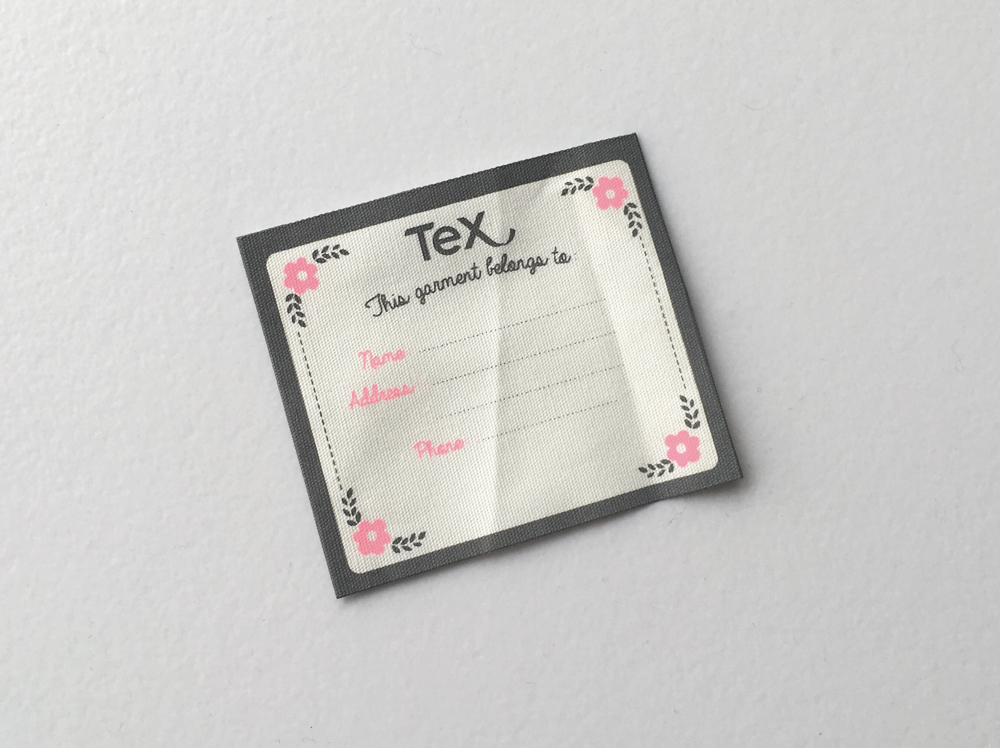 TeX
This garment belongs to:
Name
Address
Phone